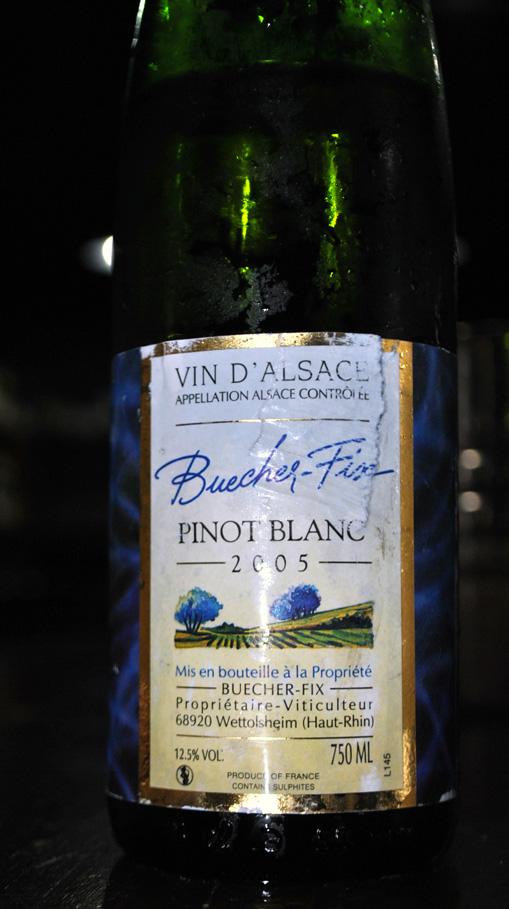 VIN D'ALSACE
APPELLATION ALSACE CONTRÔLÉE
Buecher-Fix
PINOT BLANC
2005
Mis en bouteille à la Propriété
BUECHER-FIX
Propriétaire-Viticulteur
68920 Wettolsheim (Haut-Rhin)
12.5% VOL. 750 ML
L145
PRODUCT OF FRANCE
CONTAINS SULPHITES